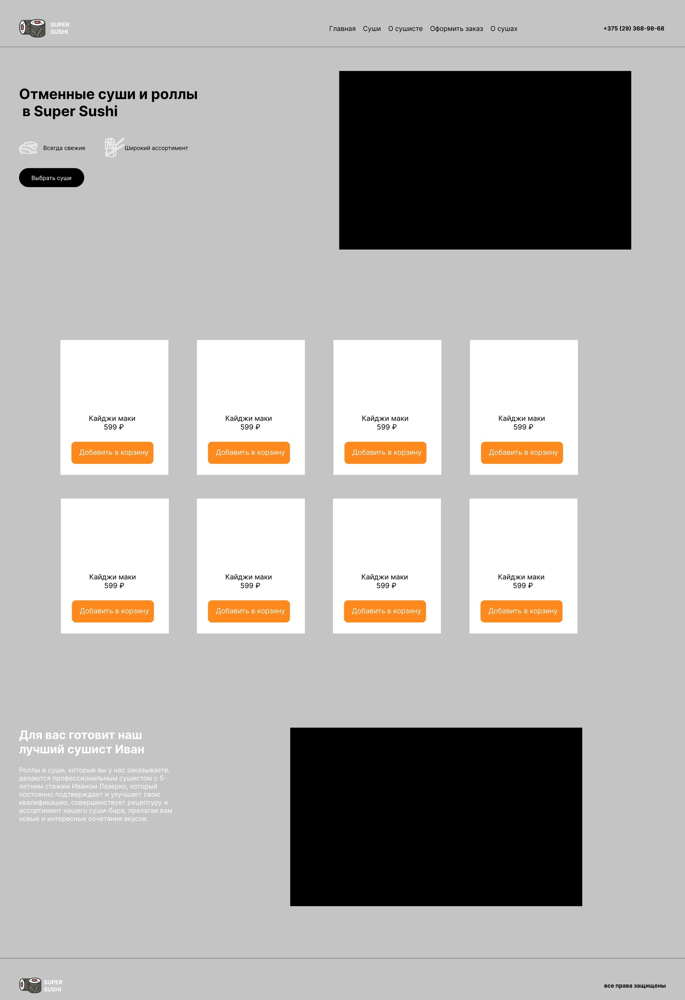 SUPER
SUSHI
Главная Суши О сушисте Оформить заказ О сушах
+375 (29) 368-98-68
Отменные суши и роллы
в Super Sushi
Всегда свежие
Широкий ассортимент
Выбрать суши
Кайджи маки
599 ₽
Добавить в корзину
Кайджи маки
599 ₽
Добавить в корзину
Кайджи маки
599 ₽
Добавить в корзину
Кайджи маки
599 ₽
Добавить в корзину
Кайджи маки
599 ₽
Добавить в корзину
Кайджи маки
599 ₽
Добавить в корзину
Кайджи маки
599 ₽
Добавить в корзину
Кайджи маки
599 ₽
Добавить в корзину
Для вас готовит наш
лучший сушист Иван
Роллы и суши, которые вы у нас заказываете,
делаются профессиональным сушистом с 5-
летним стажем Иваном Лазерко, который
постоянно подтверждает и улучшает свою
квалификацию, совершенствует рецептуру и
ассортимент нашего суши-бара, прелагая вам
новые и интересные сочетания вкусов.
SUPER
SUSHI
все права защищены